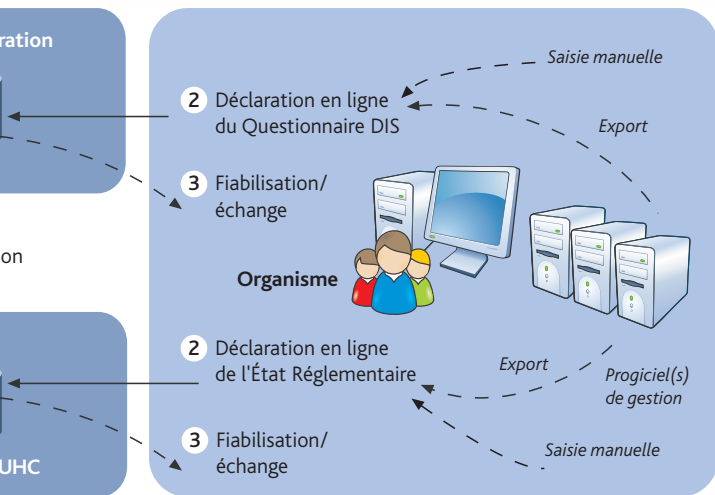 ration
Saisie manuelle
2 Déclaration en ligne
du Questionnaire DIS
Export
3 Fiabilisation/
échange
on
Organisme
2 Déclaration en ligne
de l'État Réglementaire
Export
Progiciel(s)
de gestion
3 Fiabilisation/
échange
Saisie manuelle
UHC